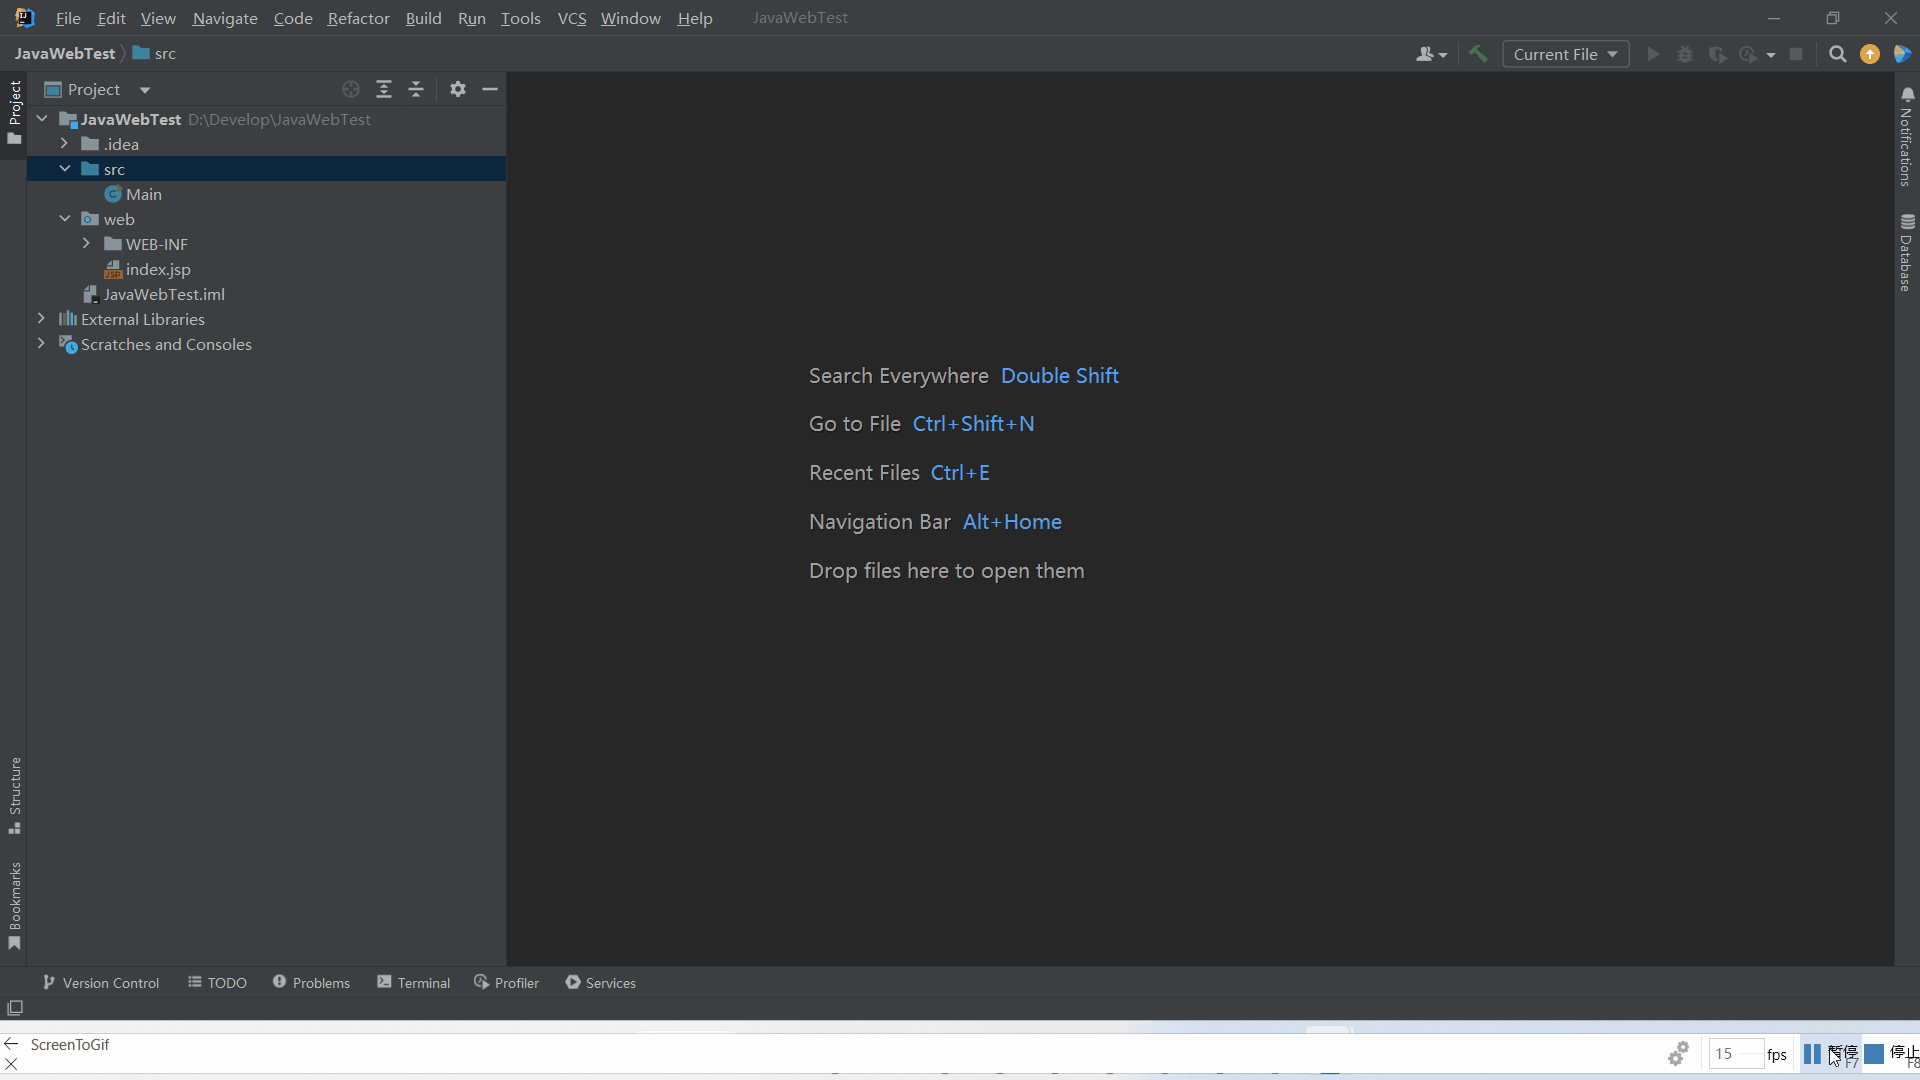 File Edit View Navigate Code Refactor Build Run Tools VCS Window Help JavaWebTest
JavaWebTest src
Current File
Project
Project
JavaWebTest D:\Develop\JavaWebTest
.idea
src
Main
web
WEB-INF
JSP
index.jsp
JavaWebTest.iml
External Libraries
Scratches and Consoles
Search Everywhere Double Shift
Go to File Ctrl+Shift+N
Recent Files Ctrl+E
Navigation Bar Alt+Home
Drop files here to open them
Notifications
Database
Structure
Bookmarks
Version Control TODO Problems Terminal Profiler Services
ScreenToGif
15 fps 暂停 F7 停止 F8